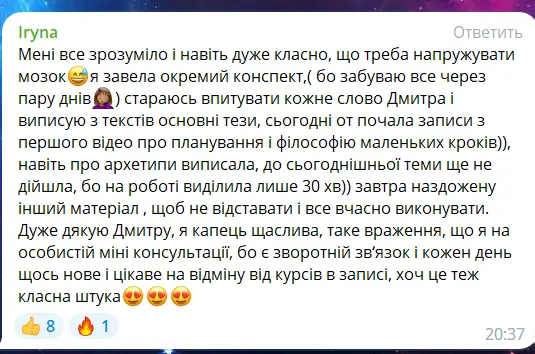 Iryna Ответить
Мені все зрозуміло і навіть дуже класно, що треба напружувати
мозок😅я завела окремий конспект,( бо забуваю все через
пару днів🤦🏽‍♀️) стараюсь впитувати кожне слово Дмитра і
виписую з текстів основні тези, сьогодні от почала записи з
першого відео про планування і філософію маленьких кроків)),
навіть про архетипи виписала, до сьогоднішньої теми ще не
дійшла, бо на роботі виділила лише 30 хв)) завтра наздожену
інший матеріал , щоб не відставати і все вчасно виконувати.
Дуже дякую Дмитру, я капець щаслива, таке враження, що я на
особистій міні консультації, бо є зворотній зв‘язок і кожен день
щось нове і цікаве на відміну від курсів в записі, хоч це теж
класна штука😍😍😍
👍 8 🔥 1 20:37